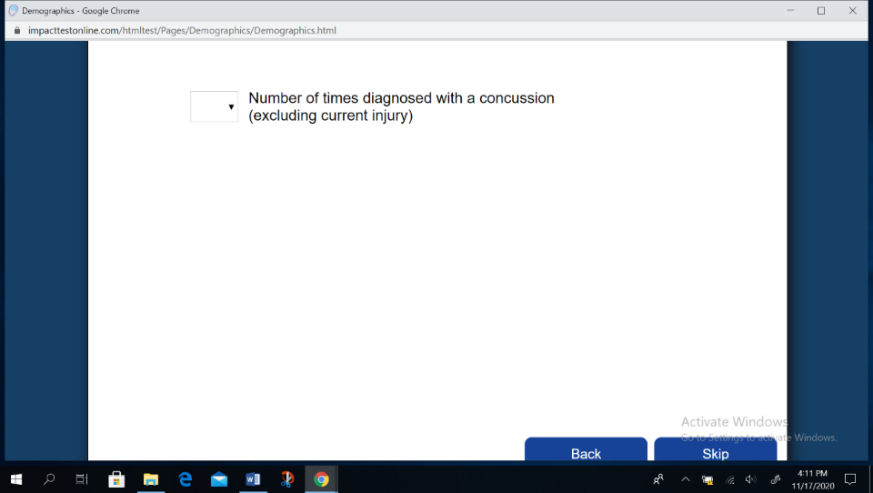 Demographics - Google Chrome
impacttestonline.com/htmltest/Pages/Demographics/Demographics.html
Number of times diagnosed with a concussion
(excluding current injury)
Activate Windows
Go to Settings to activate Windows.
Back
Skip
4:11 PM
11/17/2020